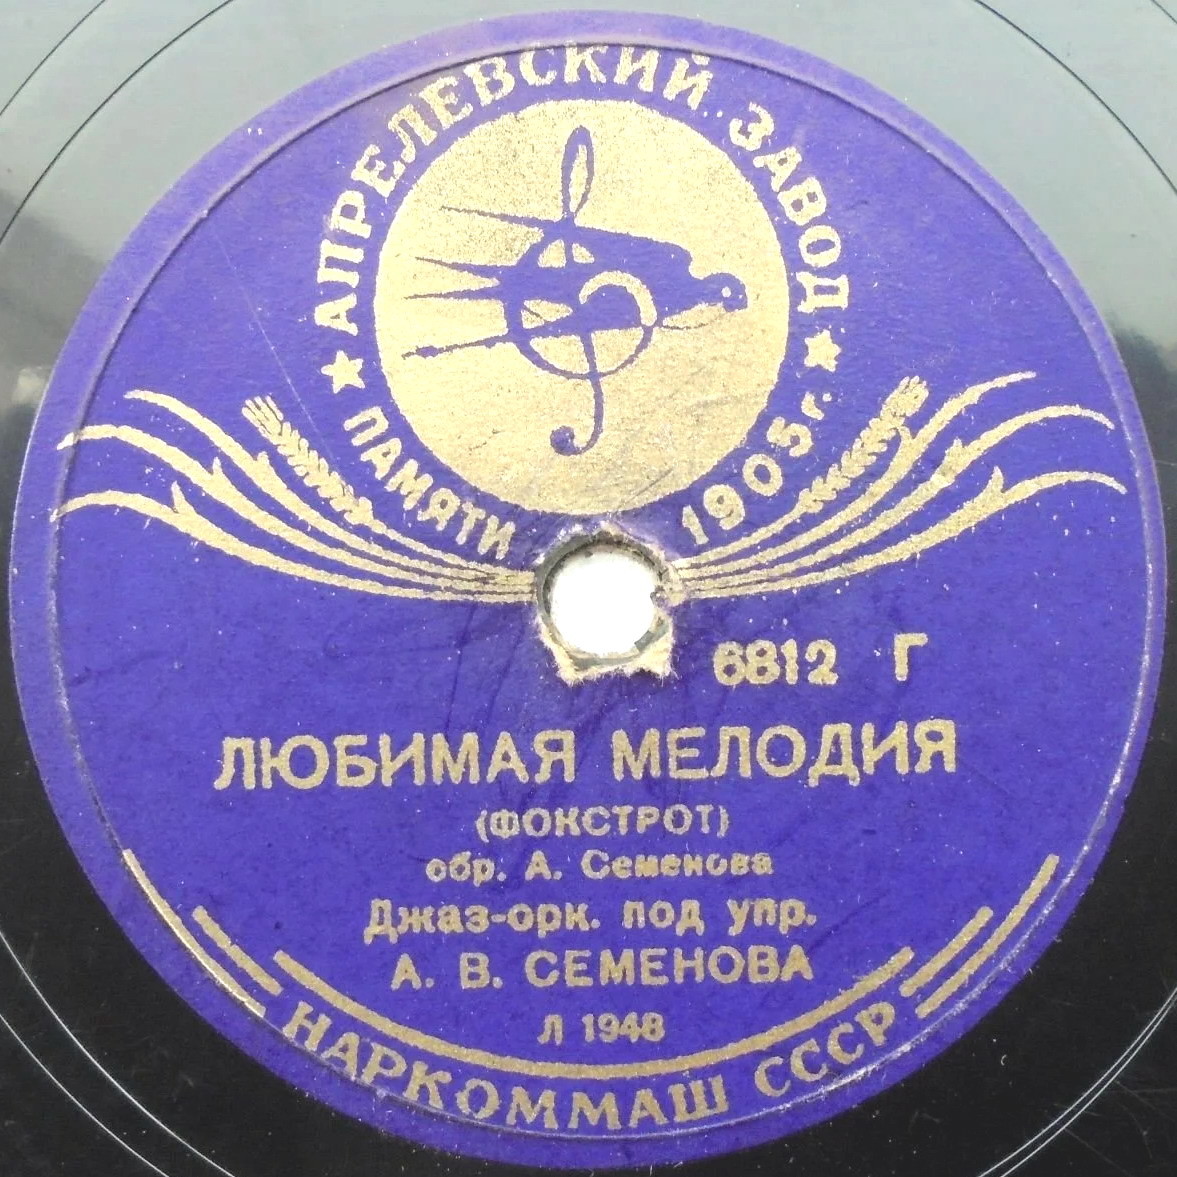 АПРЕЛЕВСКИЙ ЗАВОД
ПАМЯТИ 1905 г.
6812 Г
ЛЮБИМАЯ МЕЛОДИЯ
(ФОКСТРОТ)
обр. А. Семенова
Джаз-орк. под упр.
А. В. СЕМЕНОВА
Л 1948
НАРКОММАШ СССР